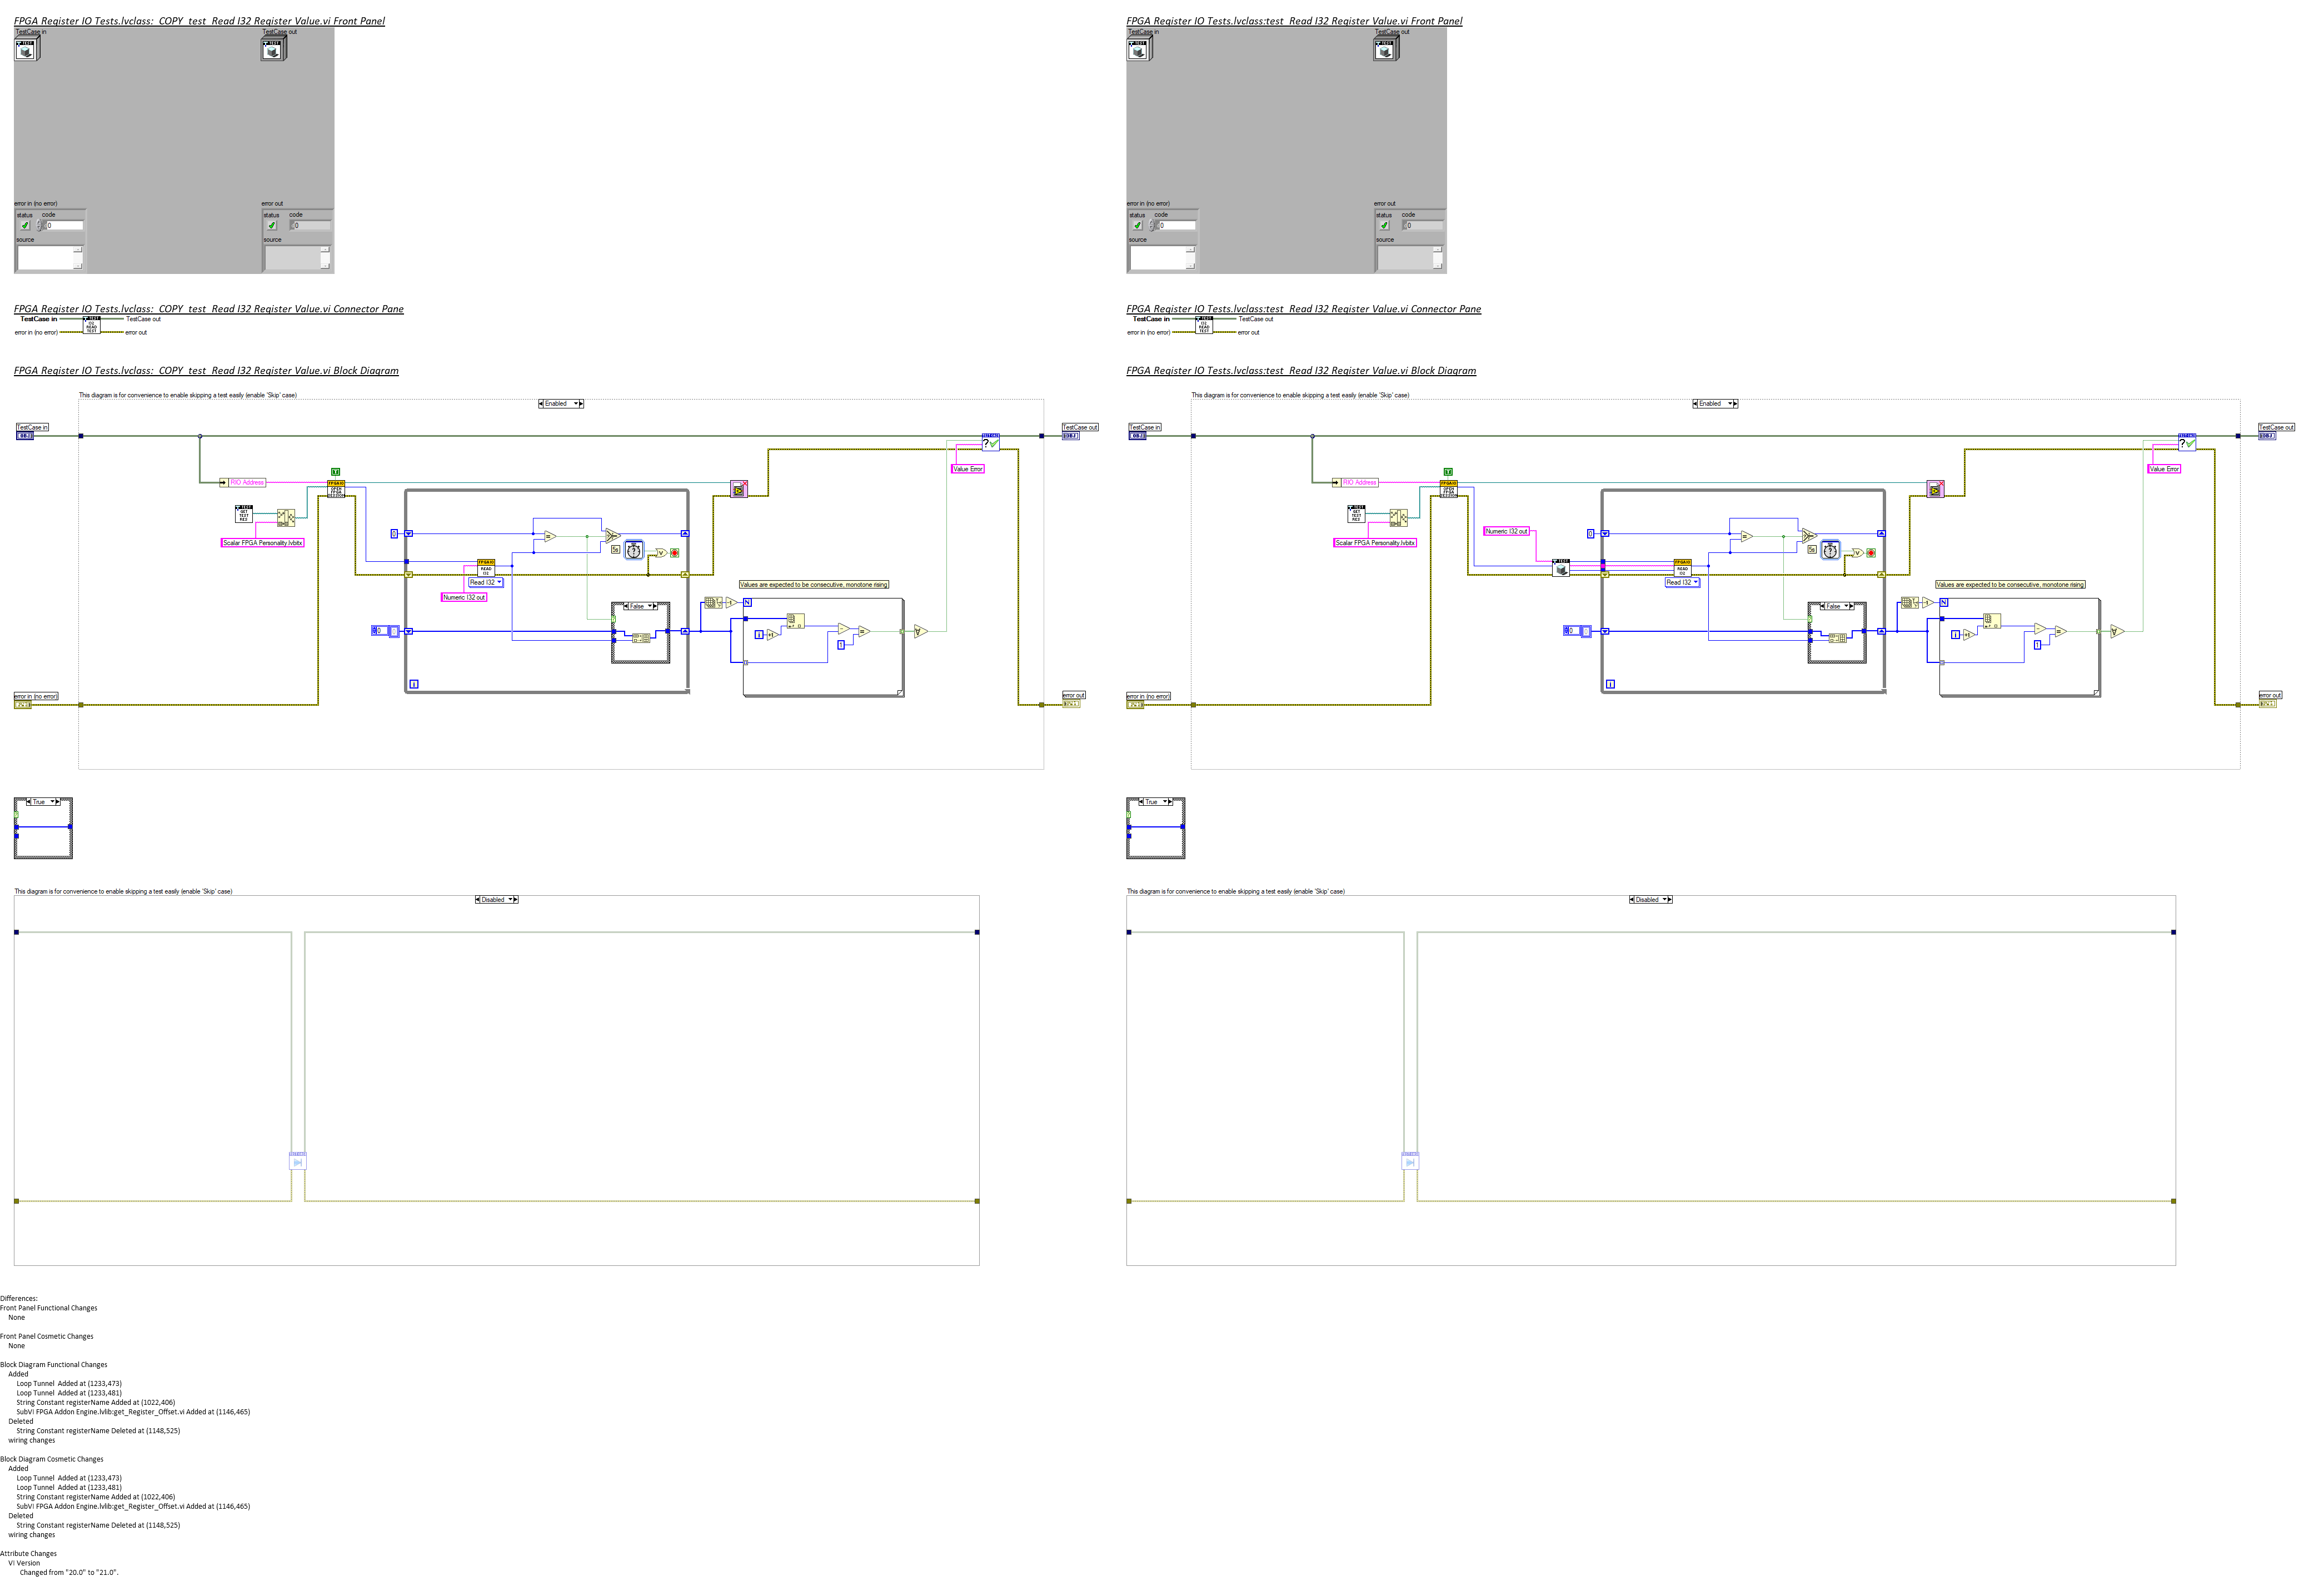 FPGA Register IO Tests.lvclass:_COPY_test_Read I32 Register Value.vi Front Panel
TestCase in
TestCase out
error in (no error)
status
code
0
source
error out
status
code
0
source
FPGA Register IO Tests.lvclass:_COPY_test_Read I32 Register Value.vi Connector Pane
TestCase in
TestCase out
error in (no error)
error out
FPGA Register IO Tests.lvclass:_COPY_test_Read I32 Register Value.vi Block Diagram
This diagram is for convenience to enable skipping a test easily (enable 'Skip' case)
Enabled
TestCase in
TestCase out
Value Error
RIO Address
Scalar FPGA Personality.lvbitx
0
5s
Read I32
Numeric I32 out
Values are expected to be consecutive, monotone rising
False
N
i
1
0
i
error in (no error)
error out
True
This diagram is for convenience to enable skipping a test easily (enable 'Skip' case)
Disabled
FPGA Register IO Tests.lvclass:test_Read I32 Register Value.vi Front Panel
TestCase in
TestCase out
error in (no error)
status
code
0
source
error out
status
code
0
source
FPGA Register IO Tests.lvclass:test_Read I32 Register Value.vi Connector Pane
TestCase in
TestCase out
error in (no error)
error out
FPGA Register IO Tests.lvclass:test_Read I32 Register Value.vi Block Diagram
This diagram is for convenience to enable skipping a test easily (enable 'Skip' case)
Enabled
TestCase in
TestCase out
Value Error
RIO Address
Scalar FPGA Personality.lvbitx
Numeric I32 out
0
5s
Read I32
Values are expected to be consecutive, monotone rising
False
N
i
1
0
i
error in (no error)
error out
True
This diagram is for convenience to enable skipping a test easily (enable 'Skip' case)
Disabled
Differences:
Front Panel Functional Changes
None
Front Panel Cosmetic Changes
None
Block Diagram Functional Changes
Added
Loop Tunnel  Added at (1233,473)
Loop Tunnel  Added at (1233,481)
String Constant registerName Added at (1022,406)
SubVI FPGA Addon Engine.lvlib:get_Register_Offset.vi Added at (1146,465)
Deleted
String Constant registerName Deleted at (1148,525)
wiring changes
Block Diagram Cosmetic Changes
Added
Loop Tunnel  Added at (1233,473)
Loop Tunnel  Added at (1233,481)
String Constant registerName Added at (1022,406)
SubVI FPGA Addon Engine.lvlib:get_Register_Offset.vi Added at (1146,465)
Deleted
String Constant registerName Deleted at (1148,525)
wiring changes
Attribute Changes
VI Version
Changed from "20.0" to "21.0".